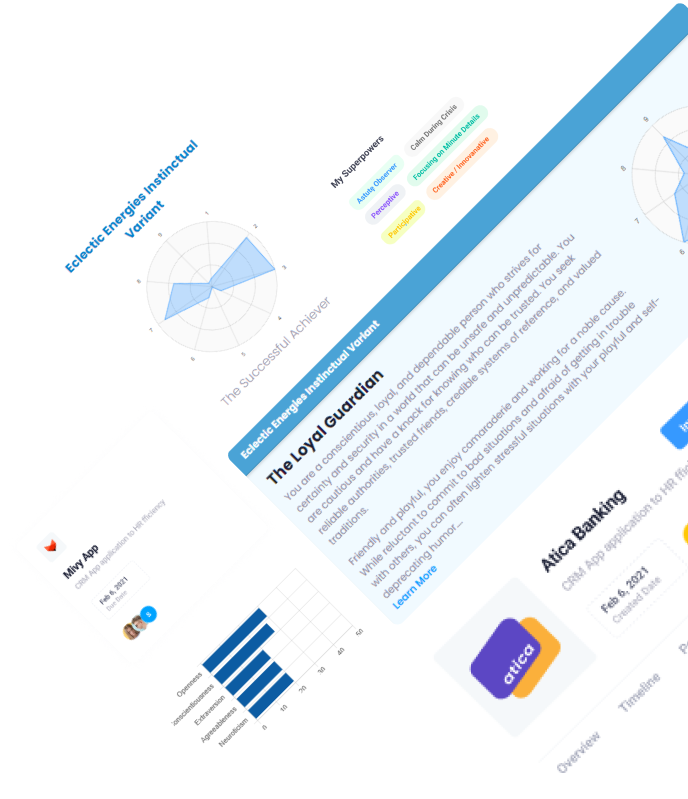 Eclectic Energies Instinctual
Variant
1
2
3
4
5
6
7
8
9
The Successful Achiever
My Superpowers
Astuty Observer
Calm During Crisis
Perceptive
Focusing on Minute Details
Participative
Creative / Innovanative
Eclectic Energies Instinctual Variant
The Loyal Guardian
You are a conscientious, loyal, and dependable person who strives for
certainty and security in a world that can be unsafe and unpredictable. You
are cautious and have a knack for knowing who can be trusted. You seek
reliable authorities, trusted friends, credible systems of reference, and valued
traditions.
Friendly and playful, you enjoy camaraderie and working for a noble cause.
While reluctant to commit to bad situations and afraid of getting in trouble
with others, you can often lighten stressful situations with your playful and self-
deprecating humor...
Learn More
9
8
7
6
Mivy App
CRM App application to HR fficiency
Feb 6, 2021
Due Date
Openness
onscientiousness
Extraversion
Agreeableness
Neuroticism
0
10
20
30
40
50
Atica Banking
CRM App application to HR
Feb 6, 2021
Created Date
atica
Overview
Timeline